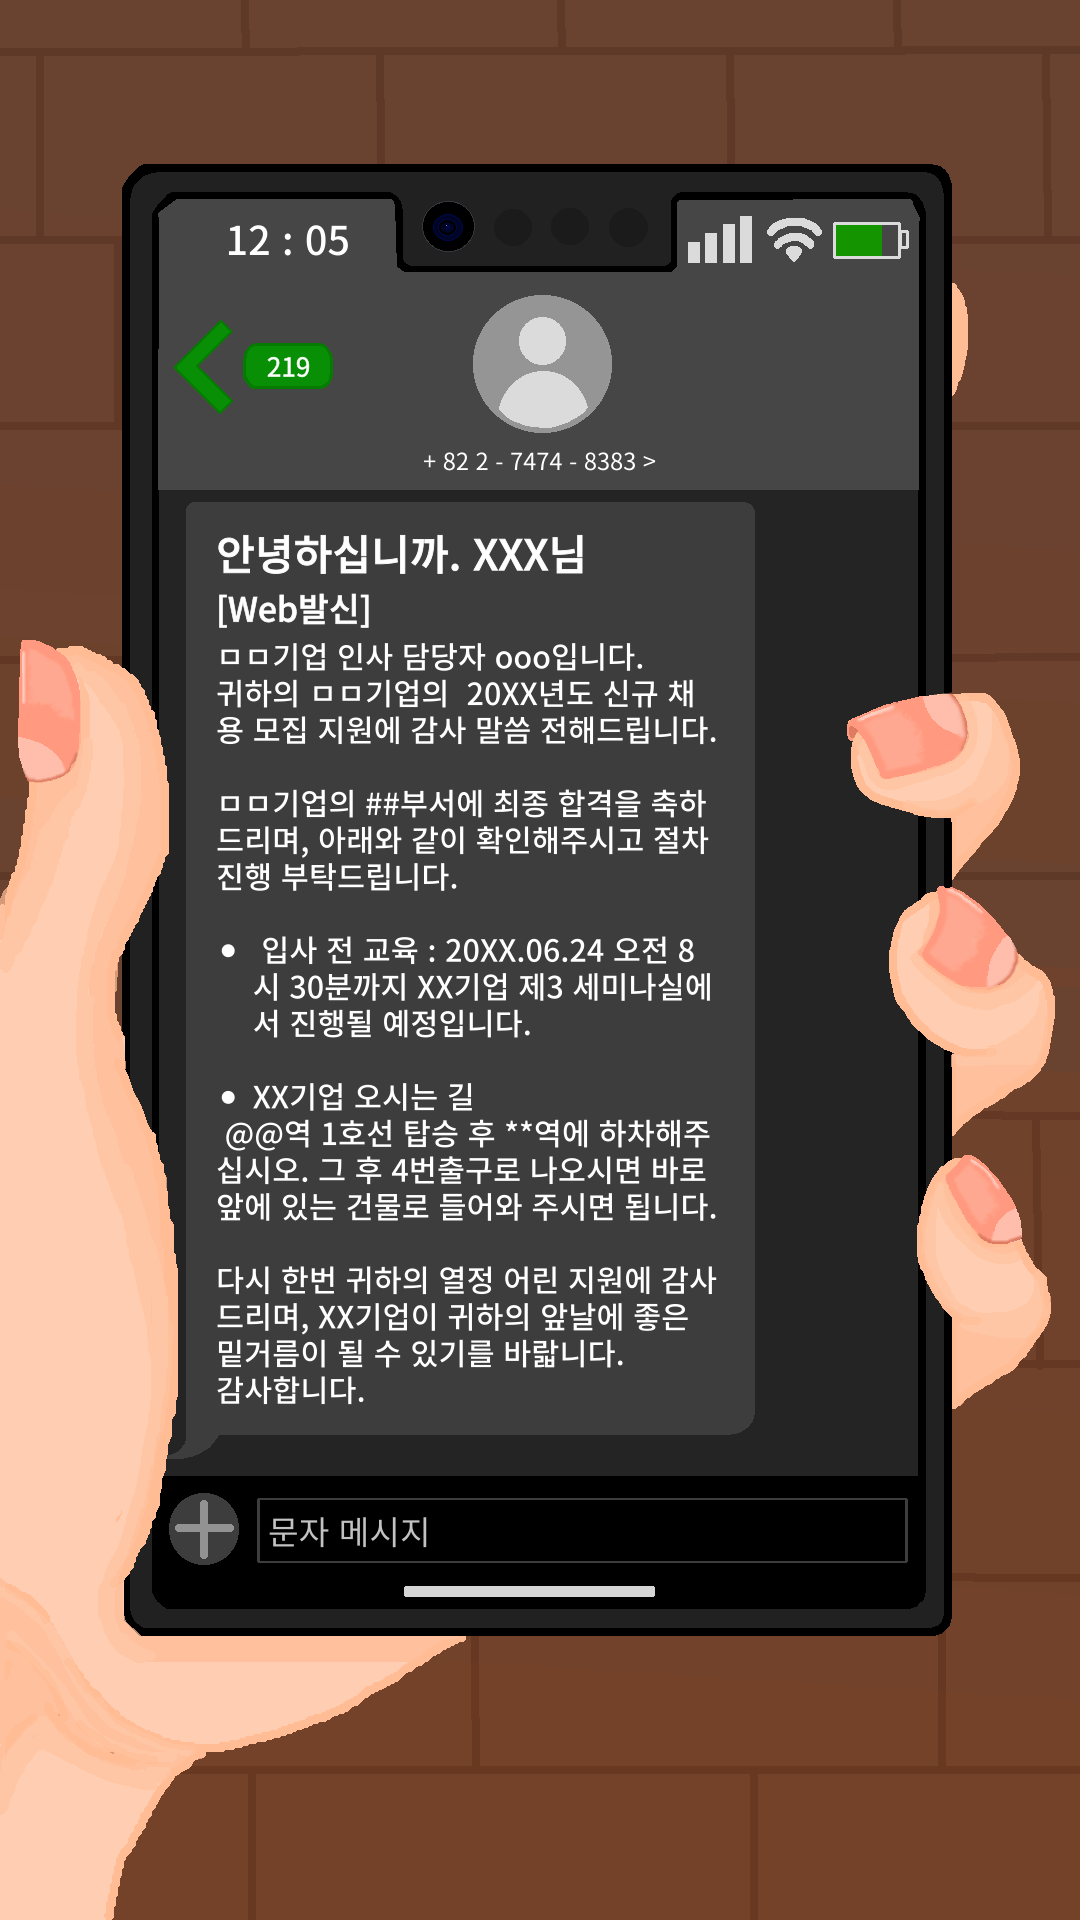 12 : 05
219
+ 82 2 - 7474 - 8383 >
안녕하십니까. XXX님
[Web발신]
ㅁㅁ기업 인사 담당자 ooo입니다.
귀하의 ㅁㅁ기업의 20XX년도 신규 채
용 모집 지원에 감사 말씀 전해드립니다.
ㅁㅁ기업의 ##부서에 최종 합격을 축하
드리며, 아래와 같이 확인해주시고 절차
진행 부탁드립니다.
● 입사 전 교육 : 20XX.06.24 오전 8
시 30분까지 XX기업 제3 세미나실에
서 진행될 예정입니다.
● XX기업 오시는 길
@@역 1호선 탑승 후 **역에 하차해주
십시오. 그 후 4번출구로 나오시면 바로
앞에 있는 건물로 들어와 주시면 됩니다.
다시 한번 귀하의 열정 어린 지원에 감사
드리며, XX기업이 귀하의 앞날에 좋은
밑거름이 될 수 있기를 바랇니다.
감사합니다.
문자 메시지